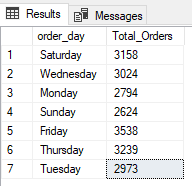 Results Messages
order_day Total_Orders
1 Saturday 3158
2 Wednesday 3024
3 Monday 2794
4 Sunday 2624
5 Friday 3538
6 Thursday 3239
7 Tuesday 2973